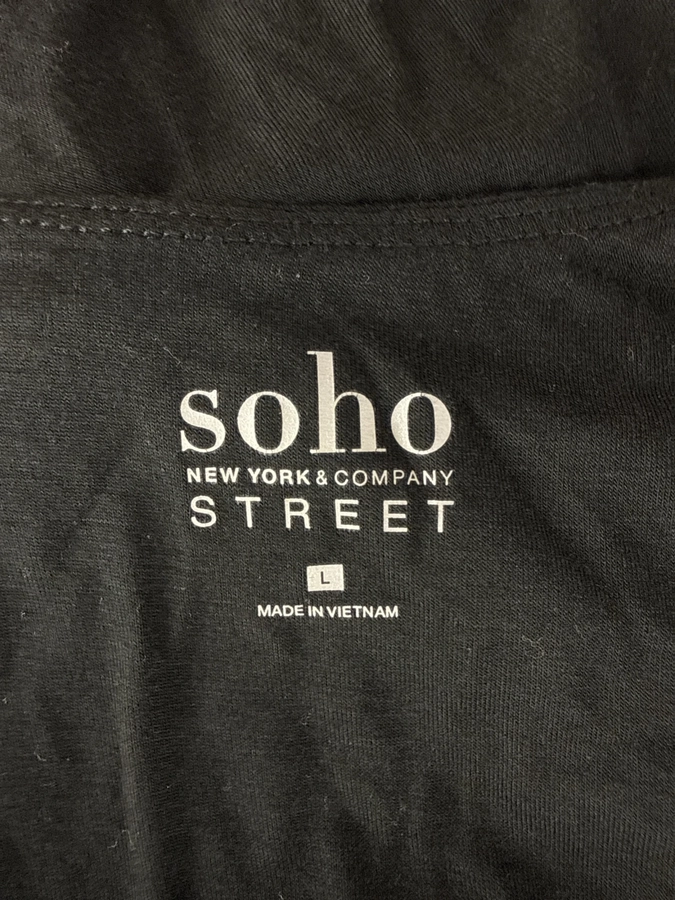 soho
NEW YORK & COMPANY
STREET
L
MADE IN VIETNAM